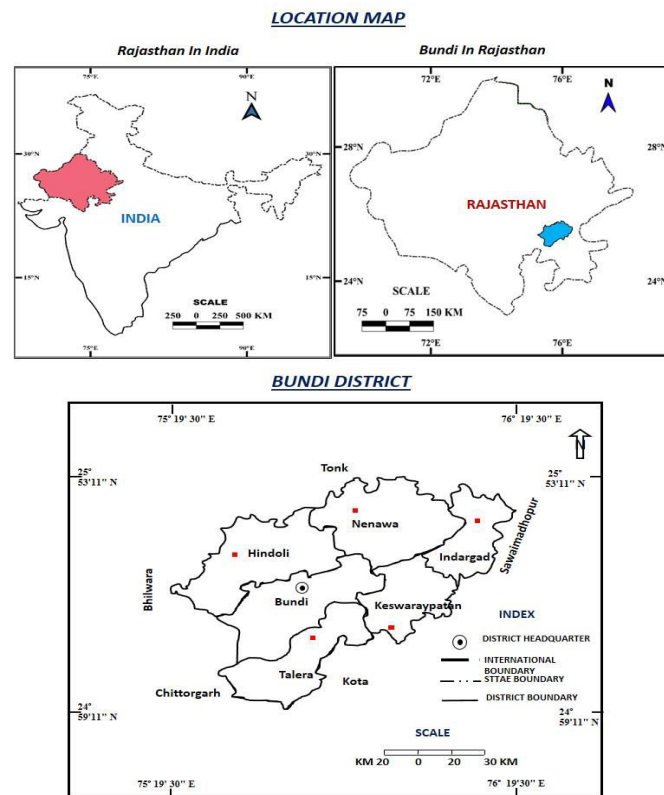 LOCATION MAP
Rajasthan In India
Bundi In Rajasthan
75°E 90°E
72°E 76°E
N
N
30°N 30°N
28°N 28°N
INDIA
RAJASTHAN
15°N 15°N
24°N 24°N
SCALE
250 0 250 500 KM
SCALE
75 0 75 150 KM
75°E 90°E
72°E 76°E
BUNDI DISTRICT
75° 19' 30" E 76° 19' 30" E
N
25°
53'11" N
25°
53'11" N
Tonk
Nenawa
Sawaimadhopur
Indargad
Hindoli
Bhilwara
Bundi
Keswaraypatan
INDEX
DISTRICT HEADQUARTER
INTERNATIONAL
BOUNDARY
STTAE BOUNDARY
DISTRICT BOUNDARY
Talera
Chittorgarh
Kota
24°
59'11" N
24°
59'11" N
SCALE
KM 20 0 20 30 KM
75° 19' 30" E 76° 19'30" E